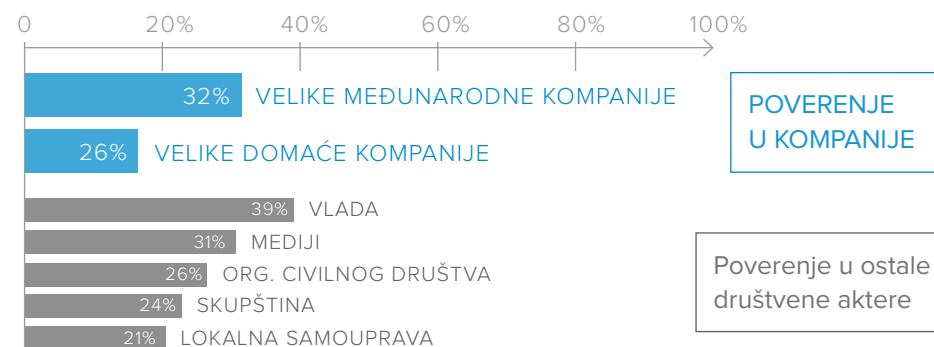 0 20% 40% 60% 80% 100%
32% VELIKE MEĐUNARODNE KOMPANIJE
26% VELIKE DOMAĆE KOMPANIJE
POVERENJE
U KOMPANIJE
39% VLADA
31% MEDIJI
26% ORG. CIVILNOG DRUŠTVA
24% SKUPŠTINA
21% LOKALNA SAMOUPRAVA
Poverenje u ostale
društvene aktere